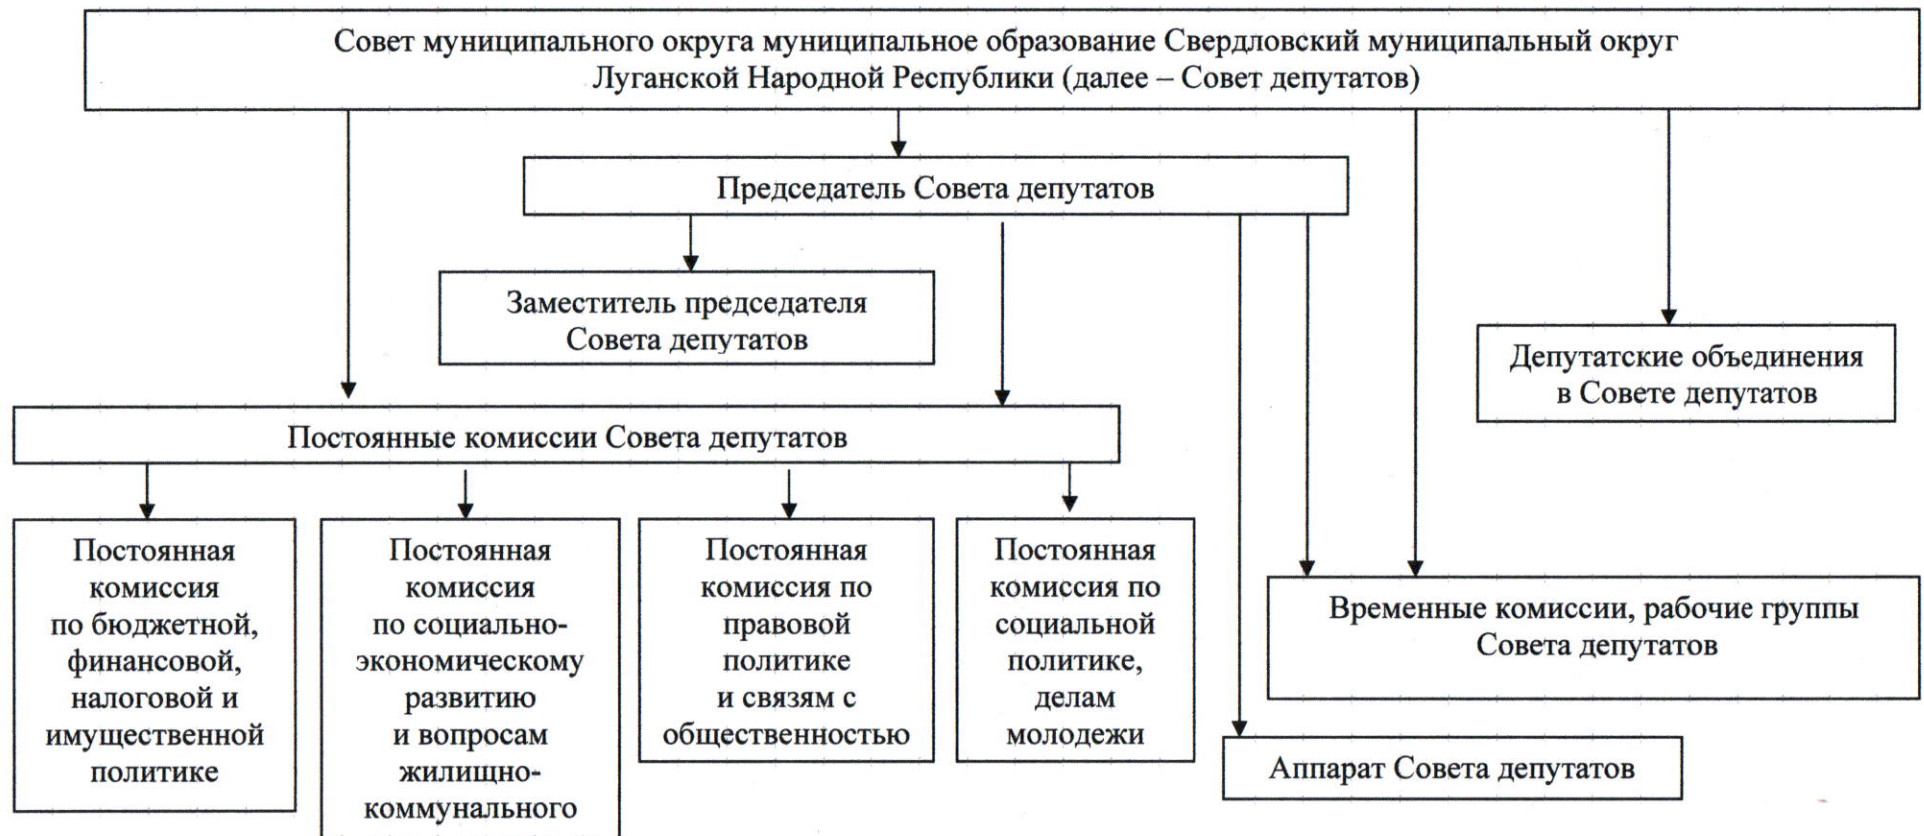 Совет муниципального округа муниципальное образование Свердловский муниципальный округ
Луганской Народной Республики (далее – Совет депутатов)
Председатель Совета депутатов
Заместитель председателя
Совета депутатов
Депутатские объединения
в Совете депутатов
Постоянные комиссии Совета депутатов
Постоянная
комиссия
по бюджетной,
финансовой,
налоговой и
имущественной
политике
Постоянная
комиссия
по социально-
экономическому
развитию
и вопросам
жилищно-
коммунального
Постоянная
комиссия по
правовой
политике
и связям с
общественностью
Постоянная
комиссия по
социальной
политике,
делам
молодежи
Временные комиссии, рабочие группы
Совета депутатов
Аппарат Совета депутатов